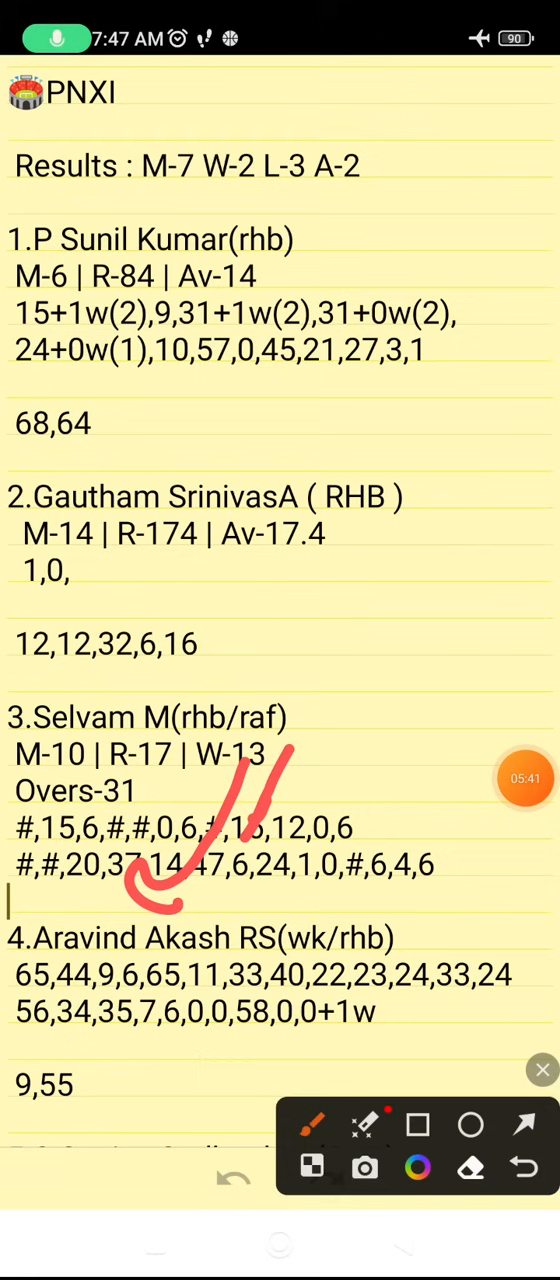 7:47 AM
90
PNXI
Results : M-7 W-2 L-3 A-2
1.P Sunil Kumar(rhb)
M-6 | R-84 | Av-14
15+1w(2),9,31+1w(2),31+0w(2),
24+0w(1),10,57,0,45,21,27,3,1
68,64
2.Gautham SrinivasA ( RHB )
M-14 | R-174 | Av-17.4
1,0,
12,12,32,6,16
3.Selvam M(rhb/raf)
M-10 | R-17 | W-13
05:41
Overs-31
#,15,6,#,#,0,6,#,16,12,0,6
#,#,20,37,14,47,6,24,1,0,#,6,4,6
4.Aravind Akash RS(wk/rhb)
65,44,9,6,65,11,33,40,22,23,24,33,24
56,34,35,7,6,0,0,58,0,0+1w
9,55